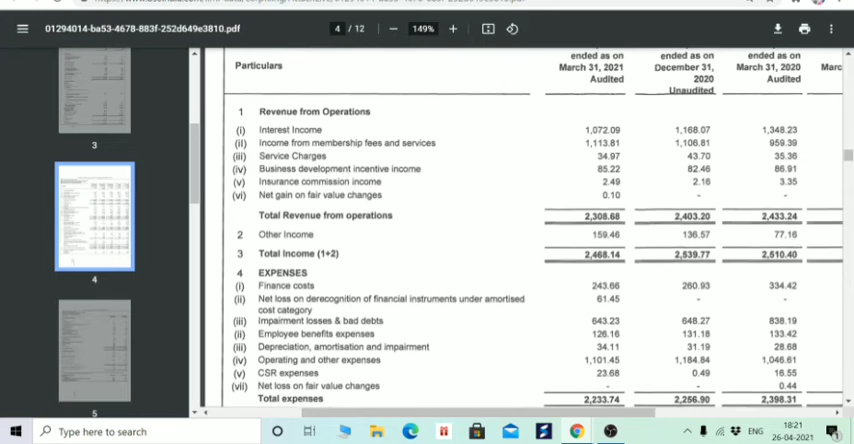 01294014-ba53-4678-883f-252d649e3810.pdf
4 / 12
149%
Particulars
ended as on March 31, 2021 Audited
ended as on December 31, 2020 Unaudited
ended as on March 31, 2020 Audited
Marc
1 Revenue from Operations
(i) Interest Income 1,072.09 1,168.07 1,348.23
(ii) Income from membership fees and services 1,113.81 1,106.81 959.39
(iii) Service Charges 34.97 43.70 35.36
(iv) Business development incentive income 85.22 82.46 86.91
(v) Insurance commission income 2.49 2.16 3.35
(vi) Net gain on fair value changes 0.10 - -
Total Revenue from operations 2,308.68 2,403.20 2,433.24
2 Other Income 159.46 136.57 77.16
3 Total Income (1+2) 2,468.14 2,539.77 2,510.40
4 EXPENSES
(i) Finance costs 243.66 260.93 334.42
(ii) Net loss on derecognition of financial instruments under amortised 61.45 - -
cost category
(iii) Impairment losses & bad debts 643.23 648.27 838.19
(ii) Employee benefits expenses 126.16 131.18 133.42
(iii) Depreciation, amortisation and impairment 34.11 31.19 28.68
(iv) Operating and other expenses 1,101.45 1,184.84 1,046.61
(v) CSR expenses 23.68 0.49 16.55
(vii) Net loss on fair value changes - - 0.44
Total expenses 2,233.74 2,256.90 2,398.31
3
4
5
Type here to search
ENG
18:21
26-04-2021